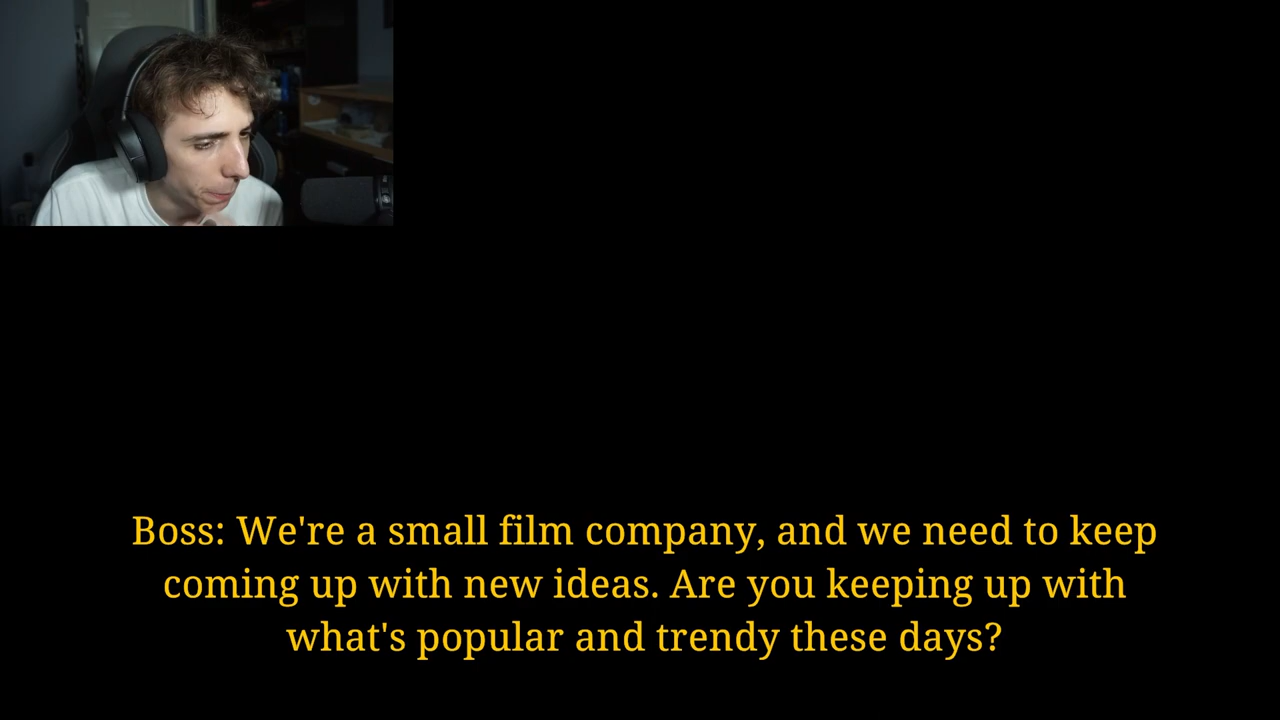 Boss: We're a small film company, and we need to keep
coming up with new ideas. Are you keeping up with
what's popular and trendy these days?